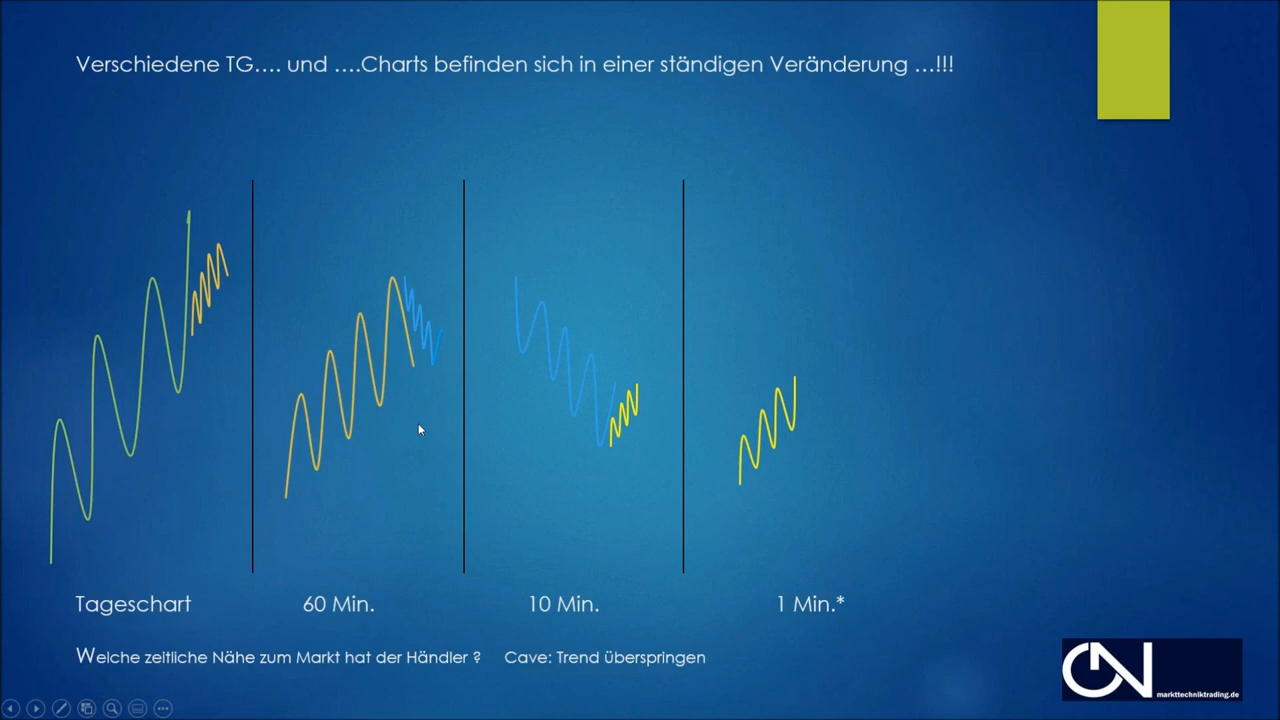 Verschiedene TG.... und ....Charts befinden sich in einer ständigen Veränderung ...!!!
Tageschart
60 Min.
10 Min.
1 Min.*
Welche zeitliche Nähe zum Markt hat der Händler ? Cave: Trend überspringen
CN
markttechniktrading.de